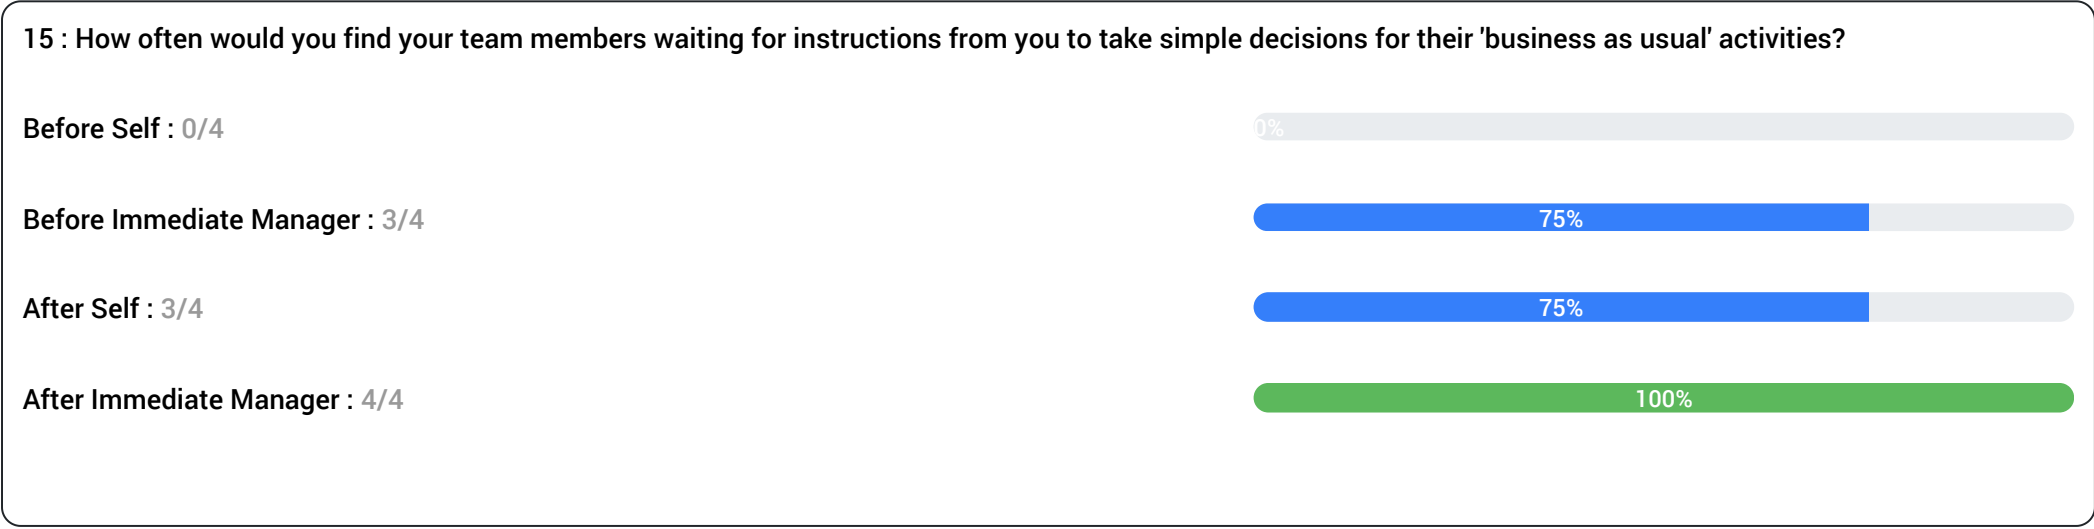 15 : How often would you find your team members waiting for instructions from you to take simple decisions for their 'business as usual' activities?
Before Self : 0/4
0%
Before Immediate Manager : 3/4
75%
After Self : 3/4
75%
After Immediate Manager : 4/4
100%